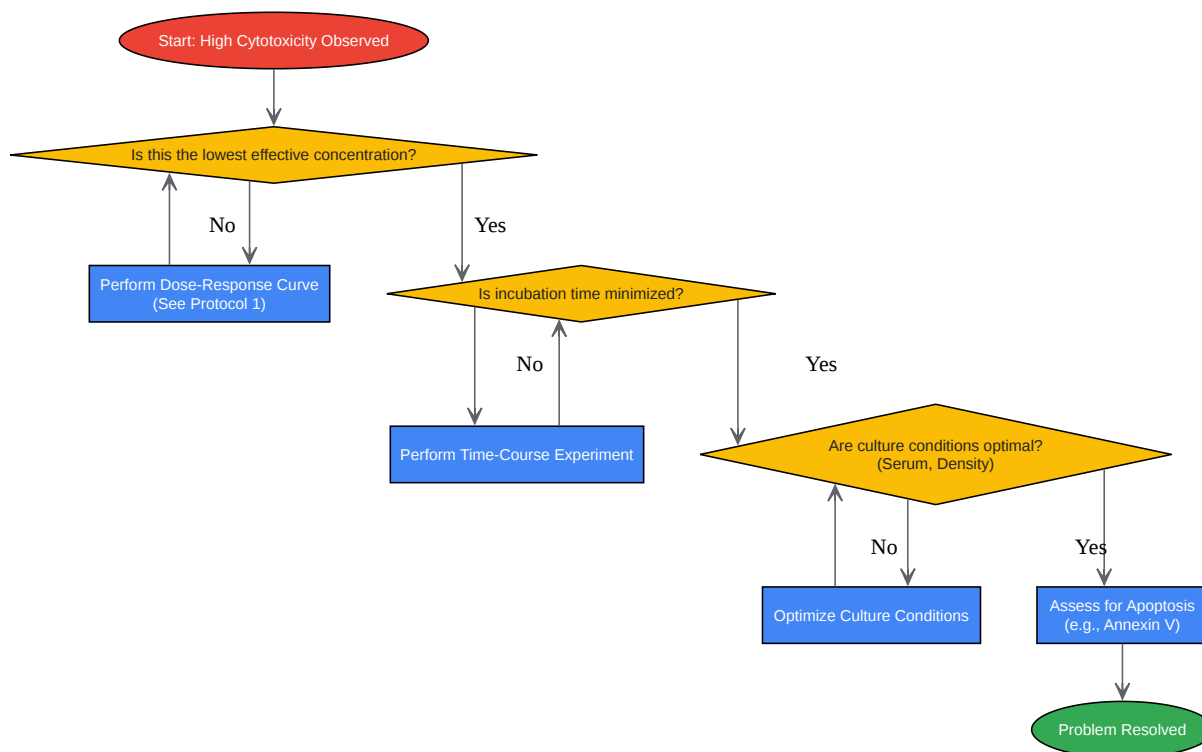 Start: High Cytotoxicity Observed
Is this the lowest effective concentration?
No
Yes
Perform Dose-Response Curve
(See Protocol 1)
Is incubation time minimized?
No
Yes
Perform Time-Course Experiment
Are culture conditions optimal?
(Serum, Density)
No
Yes
Optimize Culture Conditions
Assess for Apoptosis
(e.g., Annexin V)
Problem Resolved